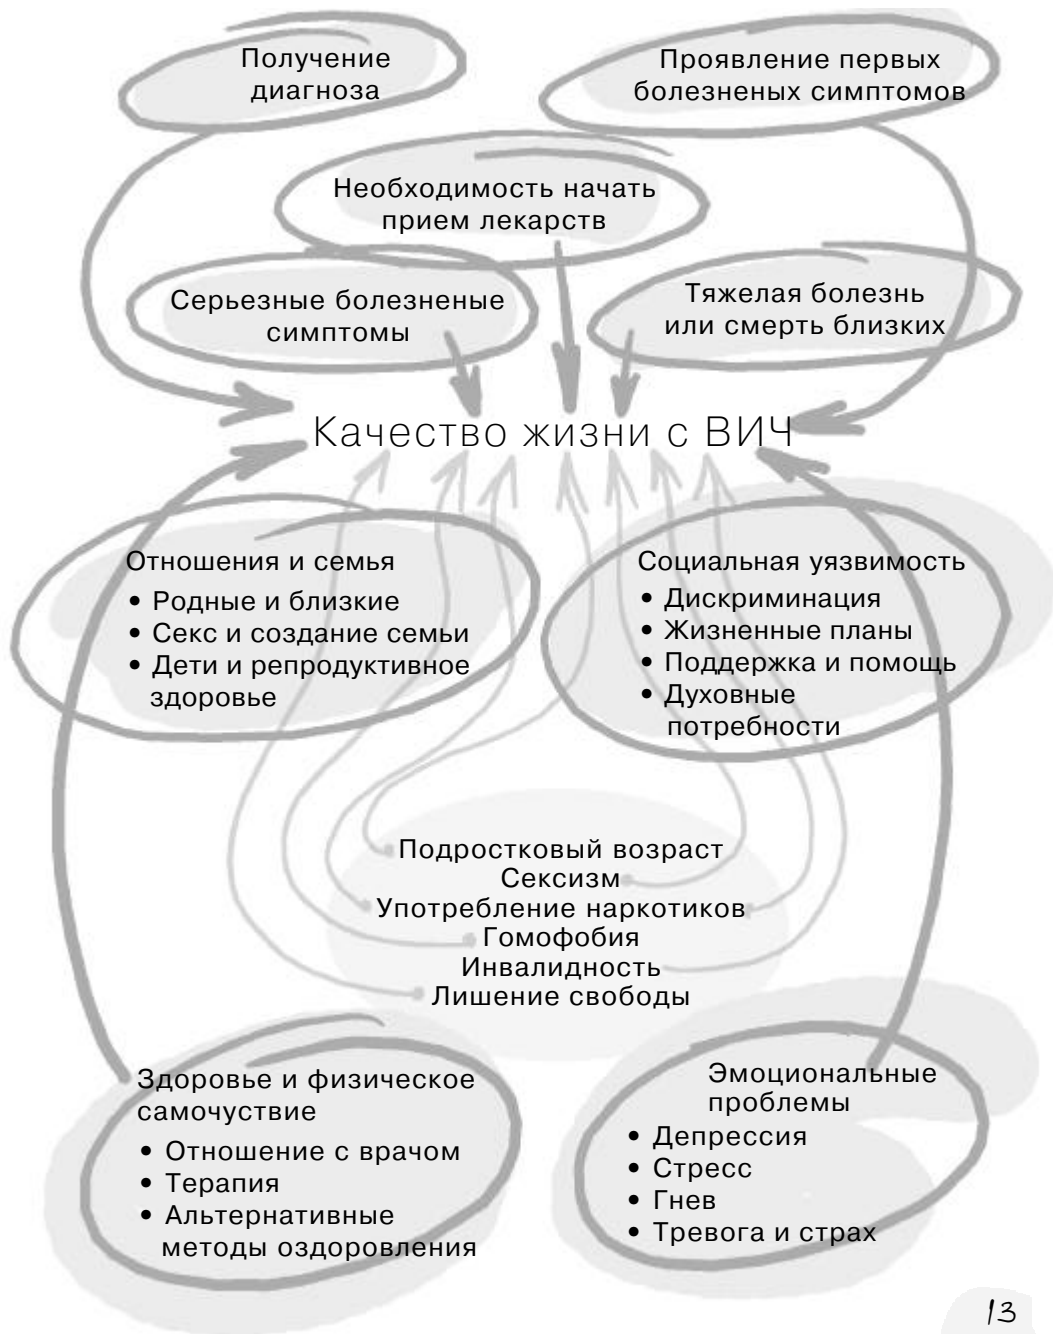 Получение
диагноза
Проявление первых
болезненых симптомов
Необходимость начать
прием лекарств
Серьезные болезненые
симптомы
Тяжелая болезнь
или смерть близких
Качество жизни с ВИЧ
Отношения и семья
• Родные и близкие
• Секс и создание семьи
• Дети и репродуктивное
здоровье
Социальная уязвимость
• Дискриминация
• Жизненные планы
• Поддержка и помощь
• Духовные
потребности
Подростковый возраст
Сексизм
Употребление наркотиков
Гомофобия
Инвалидность
Лишение свободы
Здоровье и физическое
самочуствие
• Отношение с врачом
• Терапия
• Альтернативные
методы оздоровления
Эмоциональные
проблемы
• Депрессия
• Стресс
• Гнев
• Тревога и страх
13